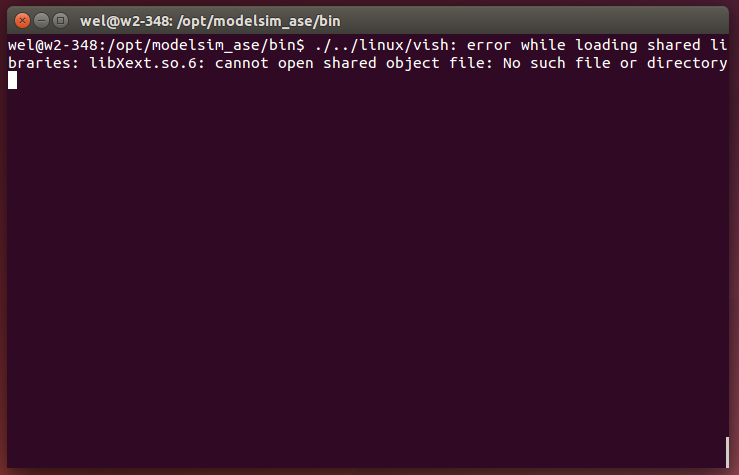 wel@w2-348: /opt/modelsim_ase/bin
wel@w2-348:/opt/modelsim_ase/bin$ ./../linux/vish: error while loading shared li
braries: libXext.so.6: cannot open shared object file: No such file or directory